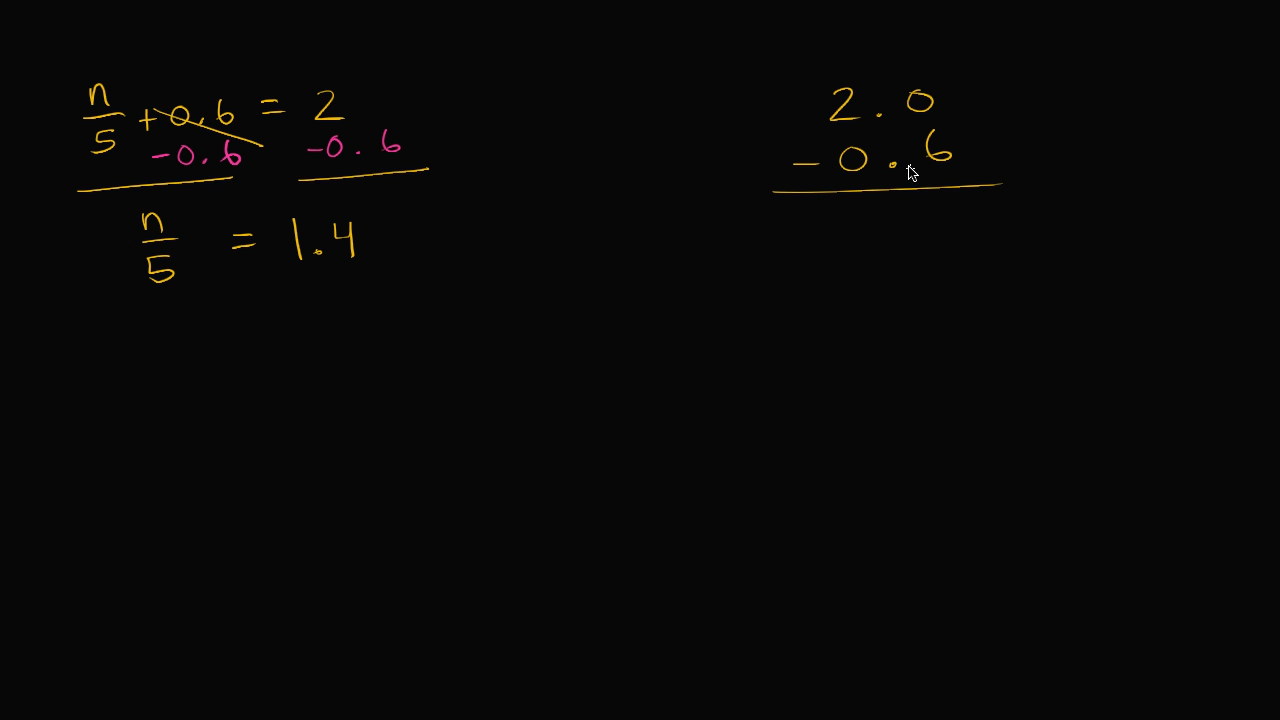 n/5 + 0.6 = 2
-0.6 -0.6
n/5 = 1.4
2.0
- 0.6